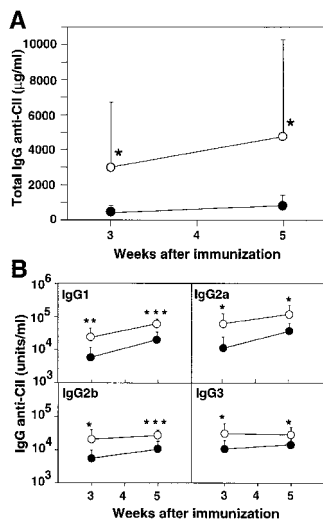 A
Total IgG anti-CII (µg/ml)
10000
8000
6000
4000
2000
0
*
*
3
4
5
Weeks after immunization
B
IgG anti-CII (units/ml)
IgG1
IgG2a
10⁶
10⁵
10⁴
10³
**
***
*
*
IgG2b
IgG3
10⁵
10⁴
10³
*
***
*
*
3 4 5
3 4 5
Weeks after immunization